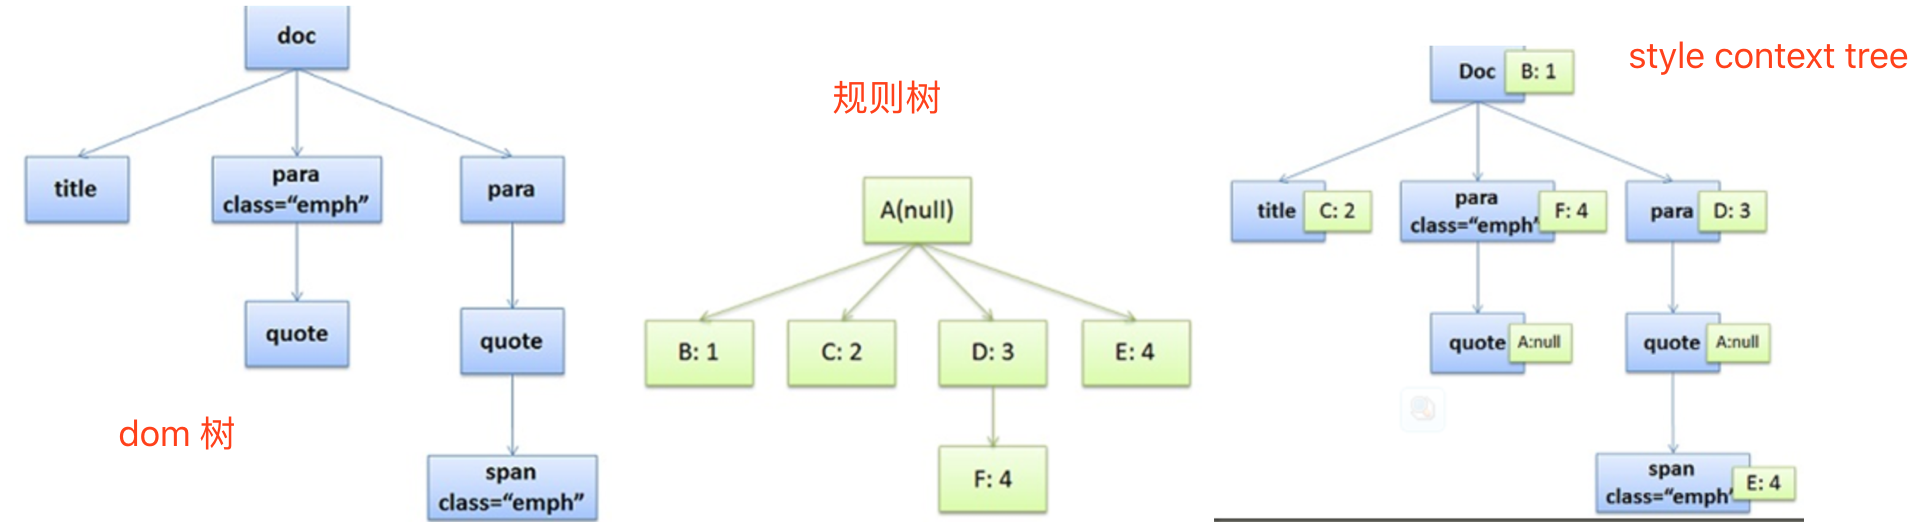 doc
title
para
class=“emph”
para
quote
quote
dom 树
span
class=“emph”
规则树
A(null)
B: 1
C: 2
D: 3
E: 4
F: 4
style context tree
Doc
B: 1
title
C: 2
para
class=“emph”
F: 4
para
D: 3
quote
A:null
quote
A:null
span
class=“emph”
E: 4